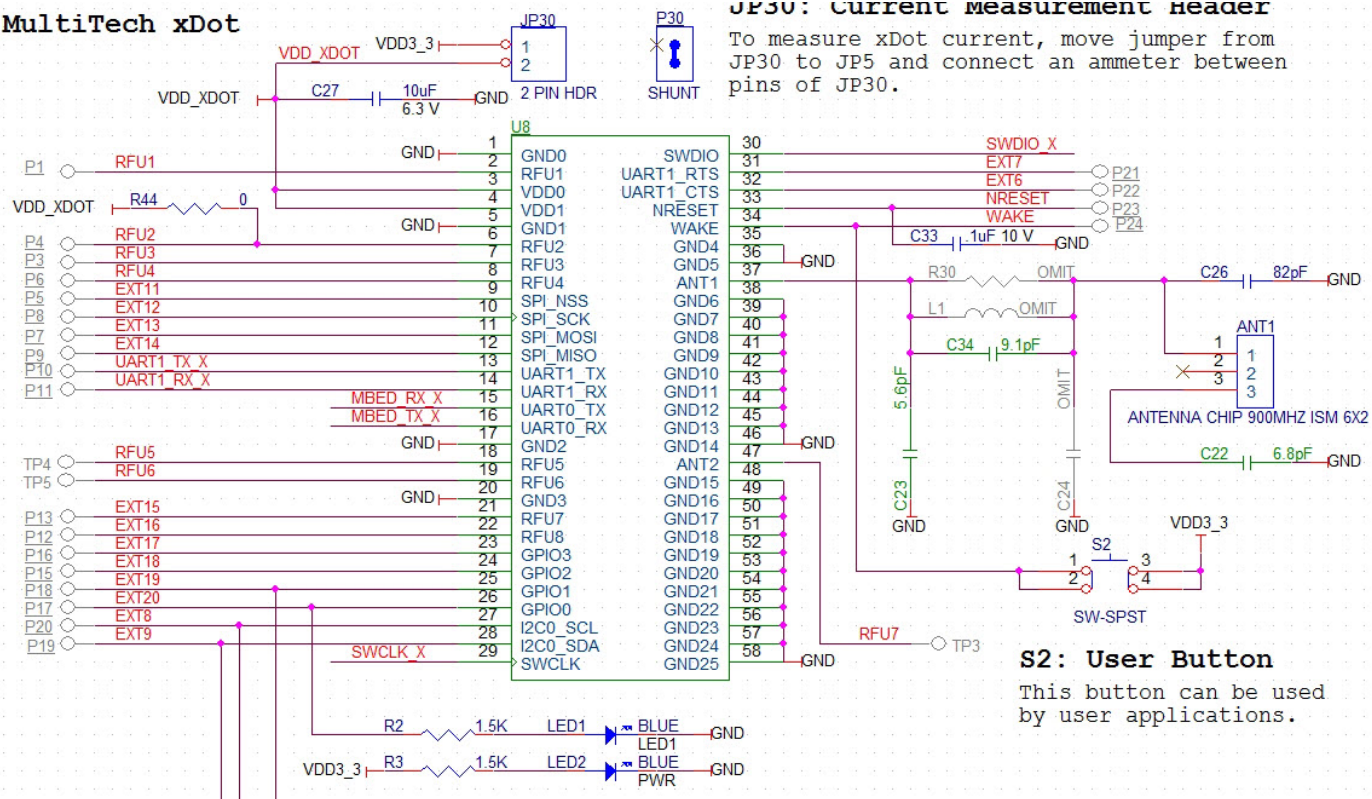 MultiTech xDot
JP30: Current Measurement Header
To measure xDot current, move jumper from
JP30 to JP5 and connect an ammeter between
pins of JP30.
JP30
VDD3_3
1
2
VDD_XDOT
2 PIN HDR
P30
SHUNT
VDD_XDOT
C27
10uF
6.3 V
GND
U8
GND
1 GND0
P1 RFU1 2 RFU1
3 VDD0
4 VDD1
VDD_XDOT R44 0
GND 5 GND1
P4 RFU2 6 RFU2
P3 RFU3 7 RFU3
P6 RFU4 8 RFU4
P5 EXT11 9 SPI_NSS
P8 EXT12 10 SPI_SCK
P7 EXT13 11 SPI_MOSI
P9 EXT14 12 SPI_MISO
P10 UART1_TX_X 13 UART1_TX
P11 UART1_RX_X 14 UART1_RX
MBED_RX_X 15 UART0_TX
MBED_TX_X 16 UART0_RX
GND 17 GND2
TP4 RFU5 18 RFU5
TP5 RFU6 19 RFU6
GND 20 GND3
P13 EXT15 21 RFU7
P12 EXT16 22 RFU8
P16 EXT17 23 GPIO3
P15 EXT18 24 GPIO2
P18 EXT19 25 GPIO1
P17 EXT20 26 GPIO0
P20 EXT8 27 I2C0_SCL
P19 EXT9 28 I2C0_SDA
SWCLK_X 29 SWCLK
SWDIO 30 SWDIO_X
UART1_RTS 31 EXT7 P21
UART1_CTS 32 EXT6 P22
NRESET 33 NRESET P23
WAKE 34 WAKE P24
GND4 35
GND5 36 GND
ANT1 37
GND6 38
GND7 39
GND8 40
GND9 41
GND10 42
GND11 43
GND12 44
GND13 45
GND14 46 GND
ANT2 47
GND15 48
GND16 49
GND17 50
GND18 51
GND19 52
GND20 53
GND21 54
GND22 55
GND23 56
GND24 57
GND25 58 GND
C33 .1uF 10 V GND
R30 OMIT
L1 OMIT
C34 9.1pF
5.6pF
C23
GND
OMIT
C24
GND
C26 82pF GND
ANT1
1 1
2 2
3 3
ANTENNA CHIP 900MHZ ISM 6X2
C22 6.8pF GND
VDD3_3
S2
1 3
2 4
SW-SPST
RFU7 TP3
S2: User Button
This button can be used
by user applications.
R2 1.5K LED1 BLUE GND
LED1
VDD3_3 R3 1.5K LED2 BLUE GND
PWR